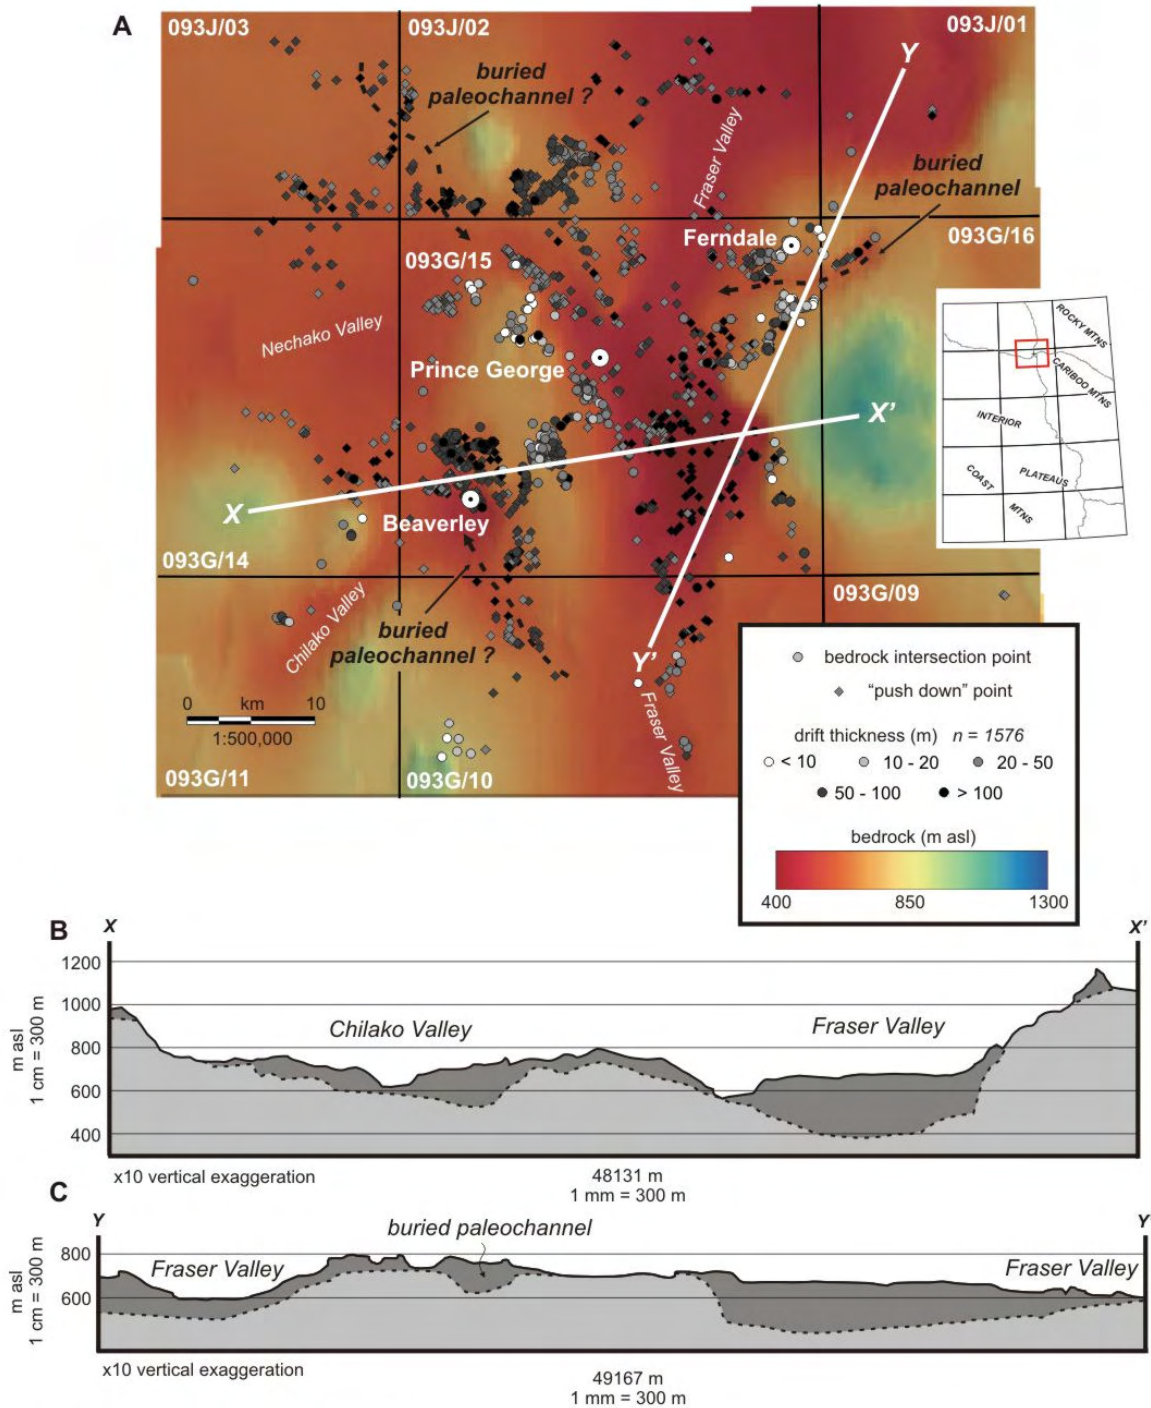 A
093J/03
093J/02
093J/01
Y
buried
paleochannel ?
Fraser Valley
buried
paleochannel
Ferndale
093G/16
093G/15
Nechako Valley
Prince George
X'
X
Beaverley
093G/14
093G/09
Chilako Valley
buried
paleochannel ?
Y'
Fraser Valley
0 km 10
1:500,000
093G/11
093G/10
ROCKY MTNS
CARIBOO MTNS
INTERIOR
PLATEAUS
COAST
MTNS
bedrock intersection point
"push down" point
drift thickness (m) n = 1576
< 10 10 - 20 20 - 50
50 - 100 > 100
bedrock (m asl)
400 850 1300
B
X
X'
1200
1000
800
600
400
m asl
1 cm = 300 m
Chilako Valley
Fraser Valley
x10 vertical exaggeration
48131 m
1 mm = 300 m
C
Y
Y
buried paleochannel
800
600
m asl
1 cm = 300 m
Fraser Valley
Fraser Valley
x10 vertical exaggeration
49167 m
1 mm = 300 m